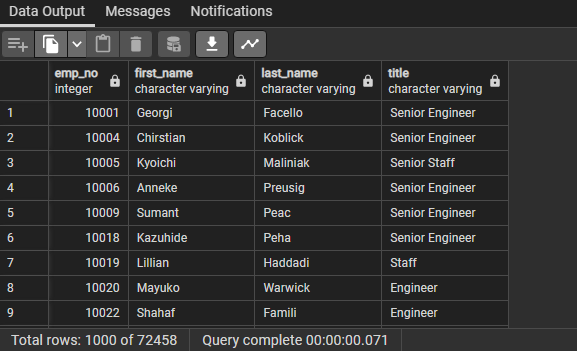 Data Output Messages Notifications
emp_no first_name last_name title
integer character varying character varying character varying
1 10001 Georgi Facello Senior Engineer
2 10004 Chirstian Koblick Senior Engineer
3 10005 Kyoichi Maliniak Senior Staff
4 10006 Anneke Preusig Senior Engineer
5 10009 Sumant Peac Senior Engineer
6 10018 Kazuhide Peha Senior Engineer
7 10019 Lillian Haddadi Staff
8 10020 Mayuko Warwick Engineer
9 10022 Shahaf Famili Engineer
Total rows: 1000 of 72458 Query complete 00:00:00.071